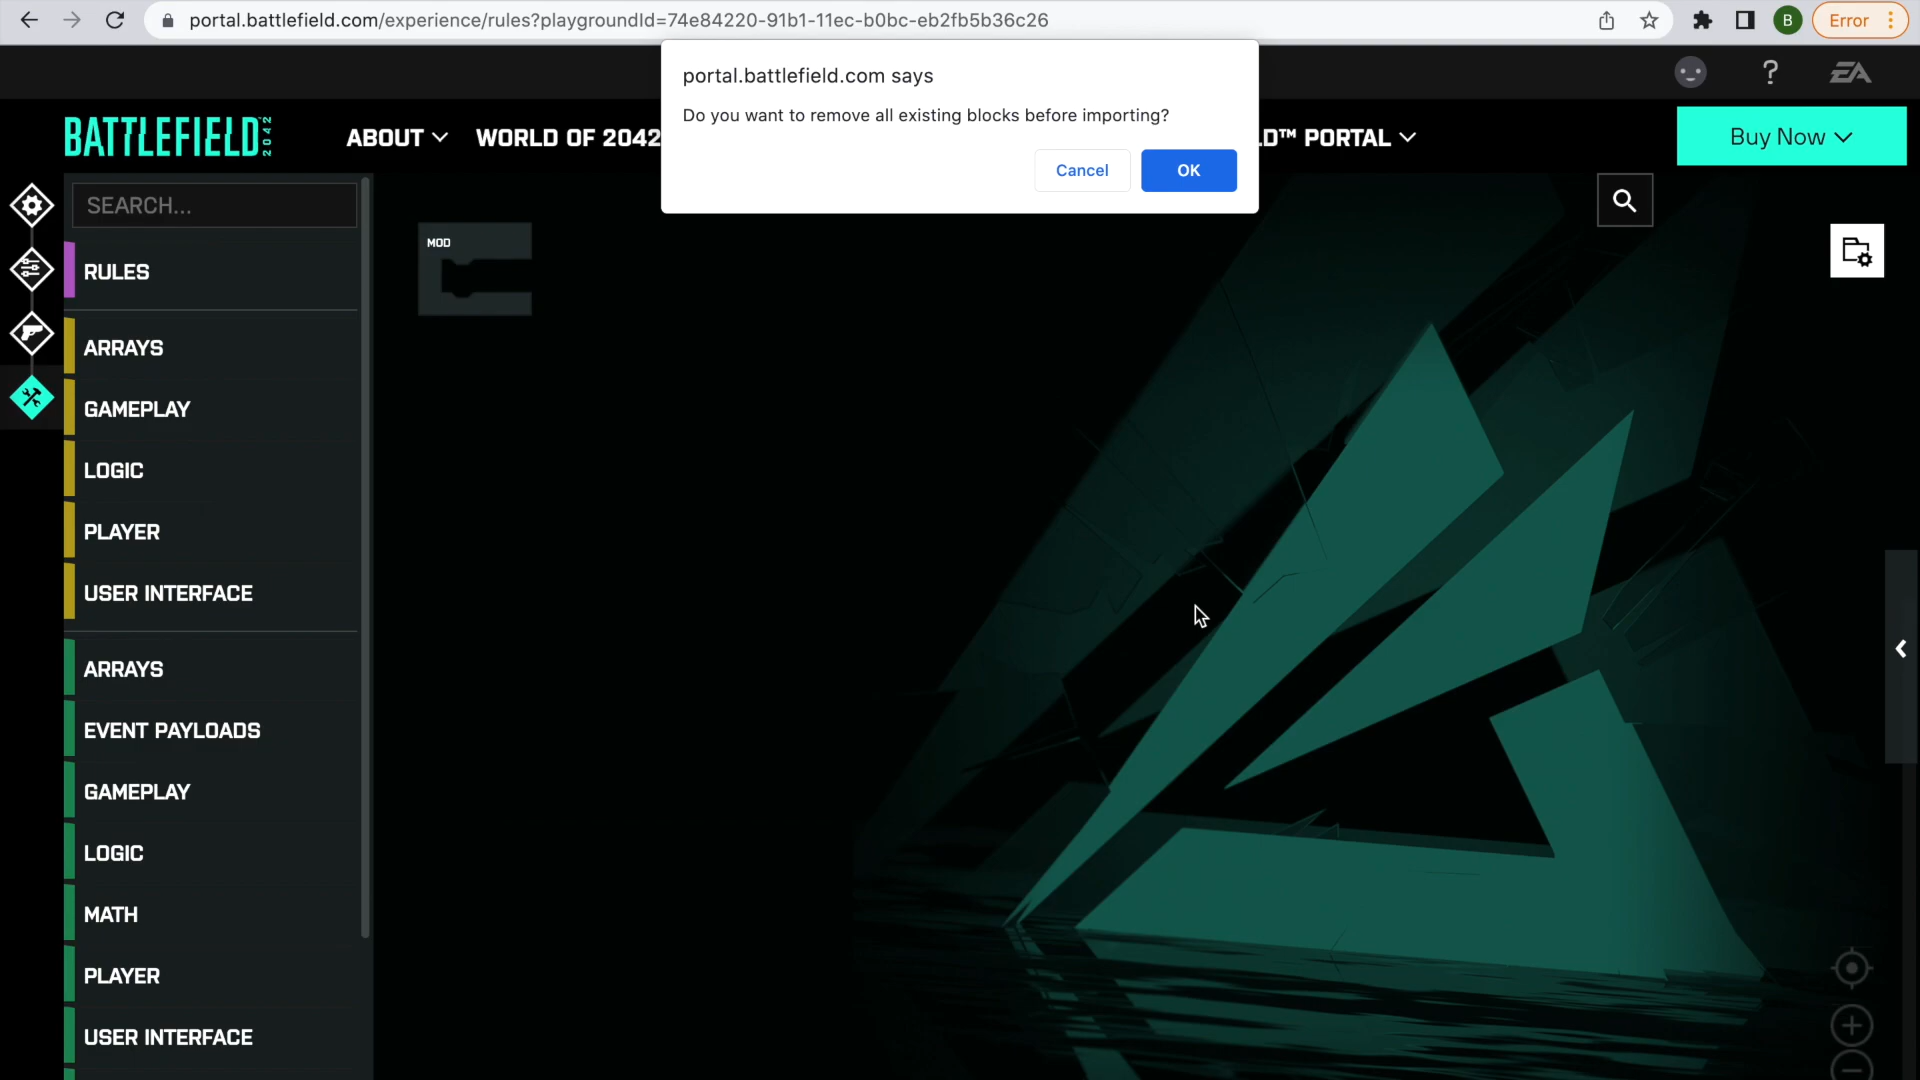 portal.battlefield.com/experience/rules?playgroundId=74e84220-91b1-11ec-b0bc-eb2fb5b36c26
B
Error
portal.battlefield.com says
Do you want to remove all existing blocks before importing?
Cancel
OK
EA
BATTLEFIELD 2042
ABOUT
WORLD OF 2042
LD™ PORTAL
Buy Now
SEARCH...
MOD
RULES
ARRAYS
GAMEPLAY
LOGIC
PLAYER
USER INTERFACE
ARRAYS
EVENT PAYLOADS
GAMEPLAY
LOGIC
MATH
PLAYER
USER INTERFACE